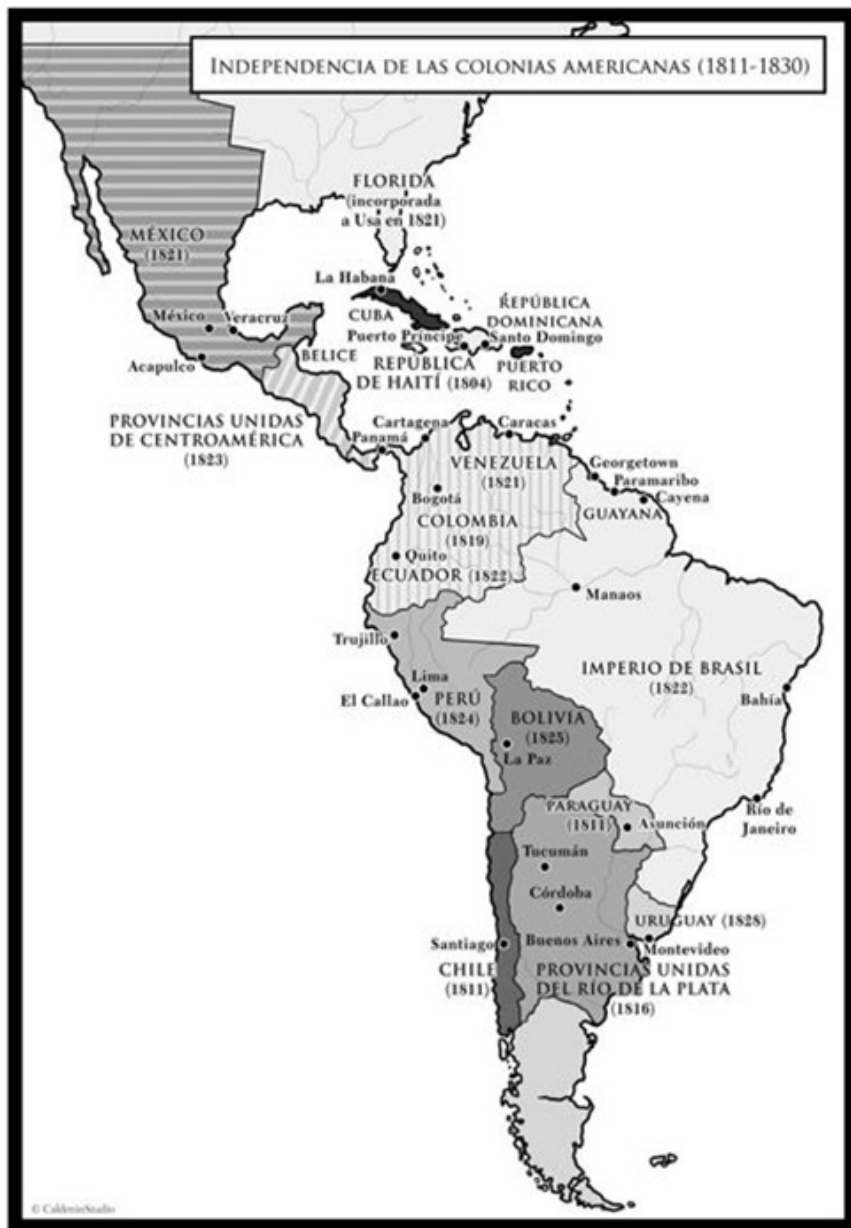 INDEPENDENCIA DE LAS COLONIAS AMERICANAS (1811-1830)
FLORIDA
(incorporada
a Usa en 1821)
MÉXICO
(1821)
La Habana
CUBA
REPÚBLICA
DOMINICANA
México
Veracruz
Puerto Príncipe
Santo Domingo
Acapulco
BELICE
REPÚBLICA
DE HAITÍ (1804)
PUERTO
RICO
PROVINCIAS UNIDAS
DE CENTROAMÉRICA
(1823)
Cartagena
Caracas
Panamá
VENEZUELA
(1821)
Georgetown
Paramaribo
Cayena
GUAYANA
Bogotá
COLOMBIA
(1819)
Quito
ECUADOR (1822)
Manaos
Trujillo
Lima
El Callao
PERÚ
(1824)
IMPERIO DE BRASIL
(1822)
Bahía
BOLIVIA
(1825)
La Paz
PARAGUAY
(1811)
Asunción
Río de
Janeiro
Tucumán
Córdoba
URUGUAY (1828)
Santiago
Buenos Aires
Montevideo
CHILE
(1811)
PROVINCIAS UNIDAS
DEL RÍO DE LA PLATA
(1816)
© CalderónStudio